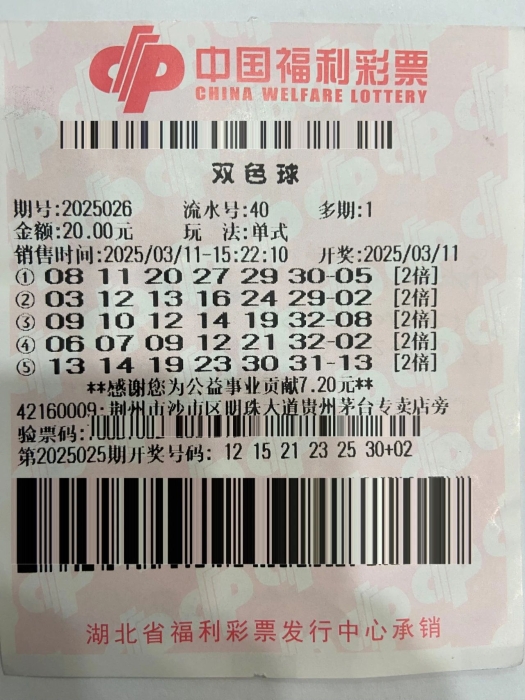 中国福利彩票
CHINA WELFARE LOTTERY
双色球
期号:2025026 流水号:40 多期:1
金额:20.00元 玩 法:单式
销售时间:2025/03/11-15:22:10 开奖:2025/03/11
① 08 11 20 27 29 30-05 [2倍]
② 03 12 13 16 24 29-02 [2倍]
③ 09 10 12 14 19 32-08 [2倍]
④ 06 07 09 12 21 32-02 [2倍]
⑤ 13 14 19 23 30 31-13 [2倍]
**感谢您为公益事业贡献7.20元**
42160009:荆州市沙市区明珠大道贵州茅台专卖店旁
验票码:
第2025025期开奖号码: 12 15 21 23 25 30+02
湖北省福利彩票发行中心承销